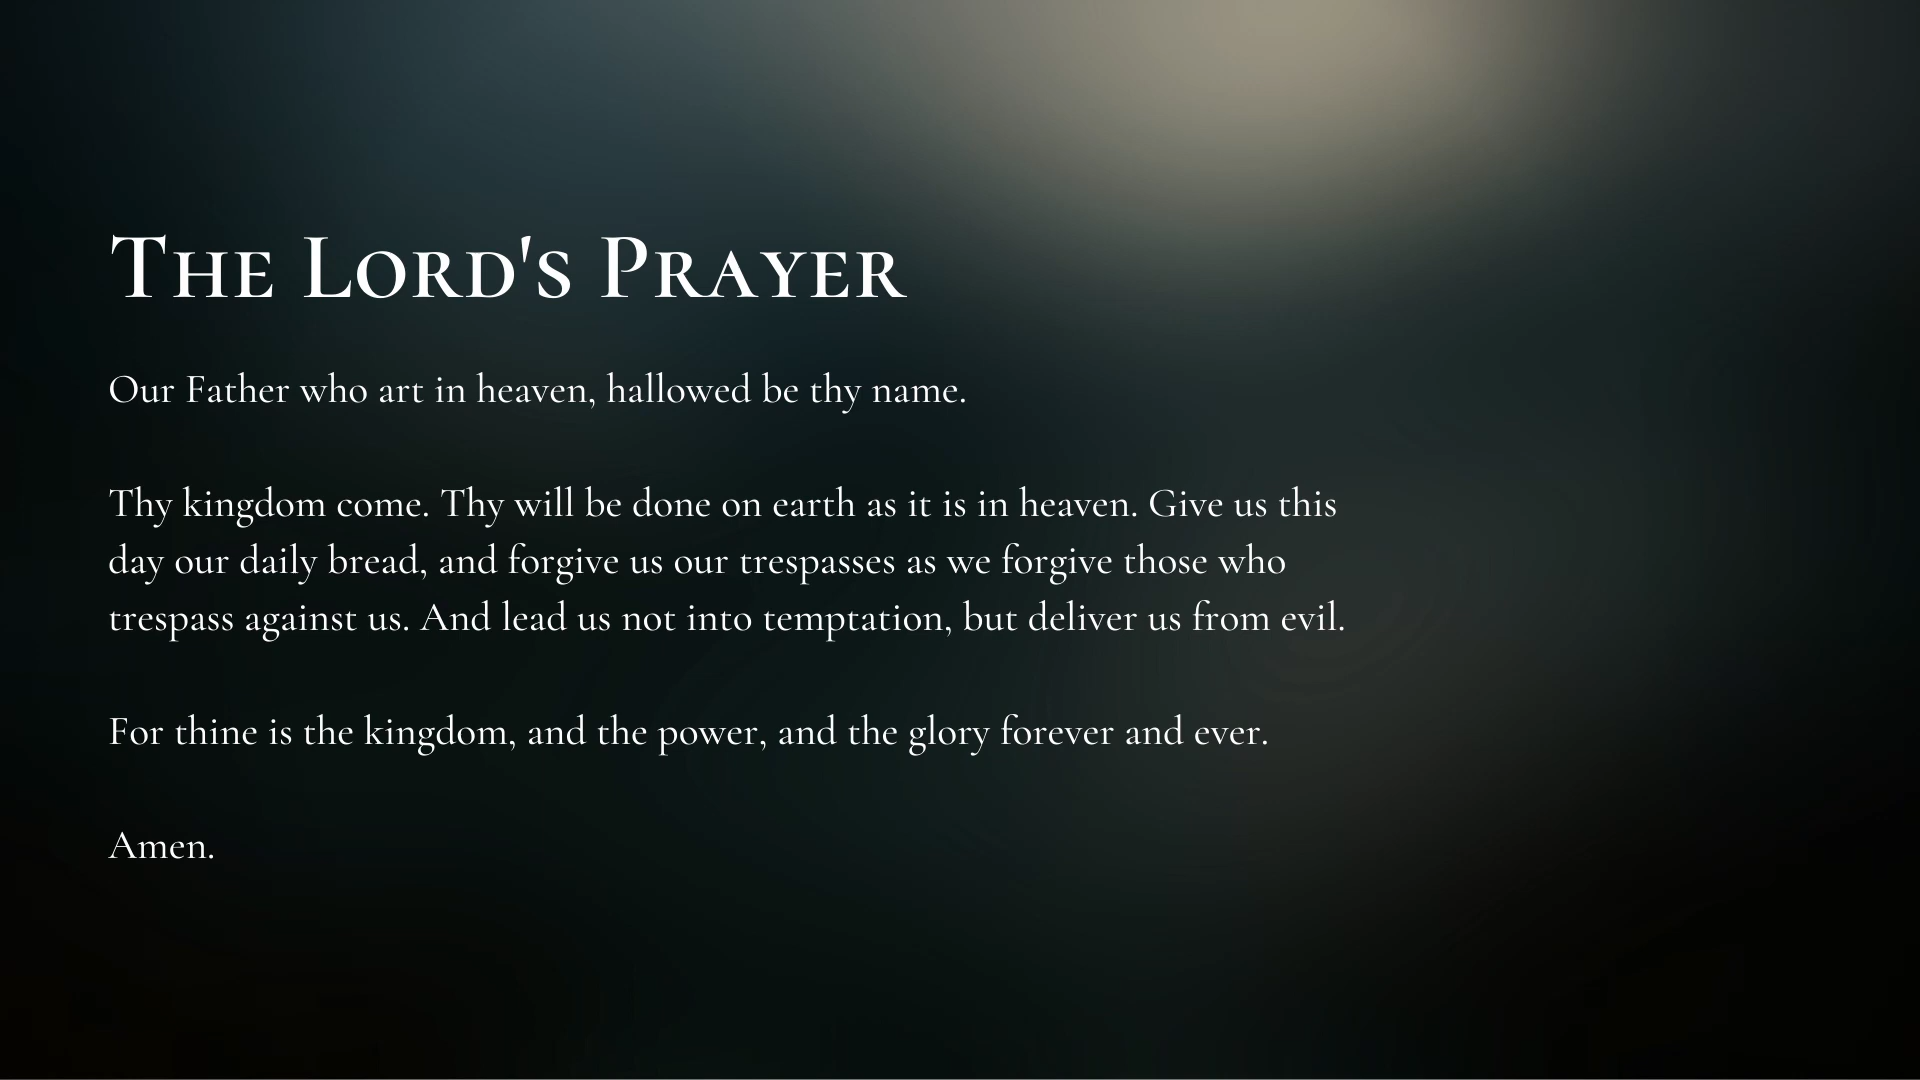 The Lord's Prayer
Our Father who art in heaven, hallowed be thy name.
Thy kingdom come. Thy will be done on earth as it is in heaven. Give us this
day our daily bread, and forgive us our trespasses as we forgive those who
trespass against us. And lead us not into temptation, but deliver us from evil.
For thine is the kingdom, and the power, and the glory forever and ever.
Amen.